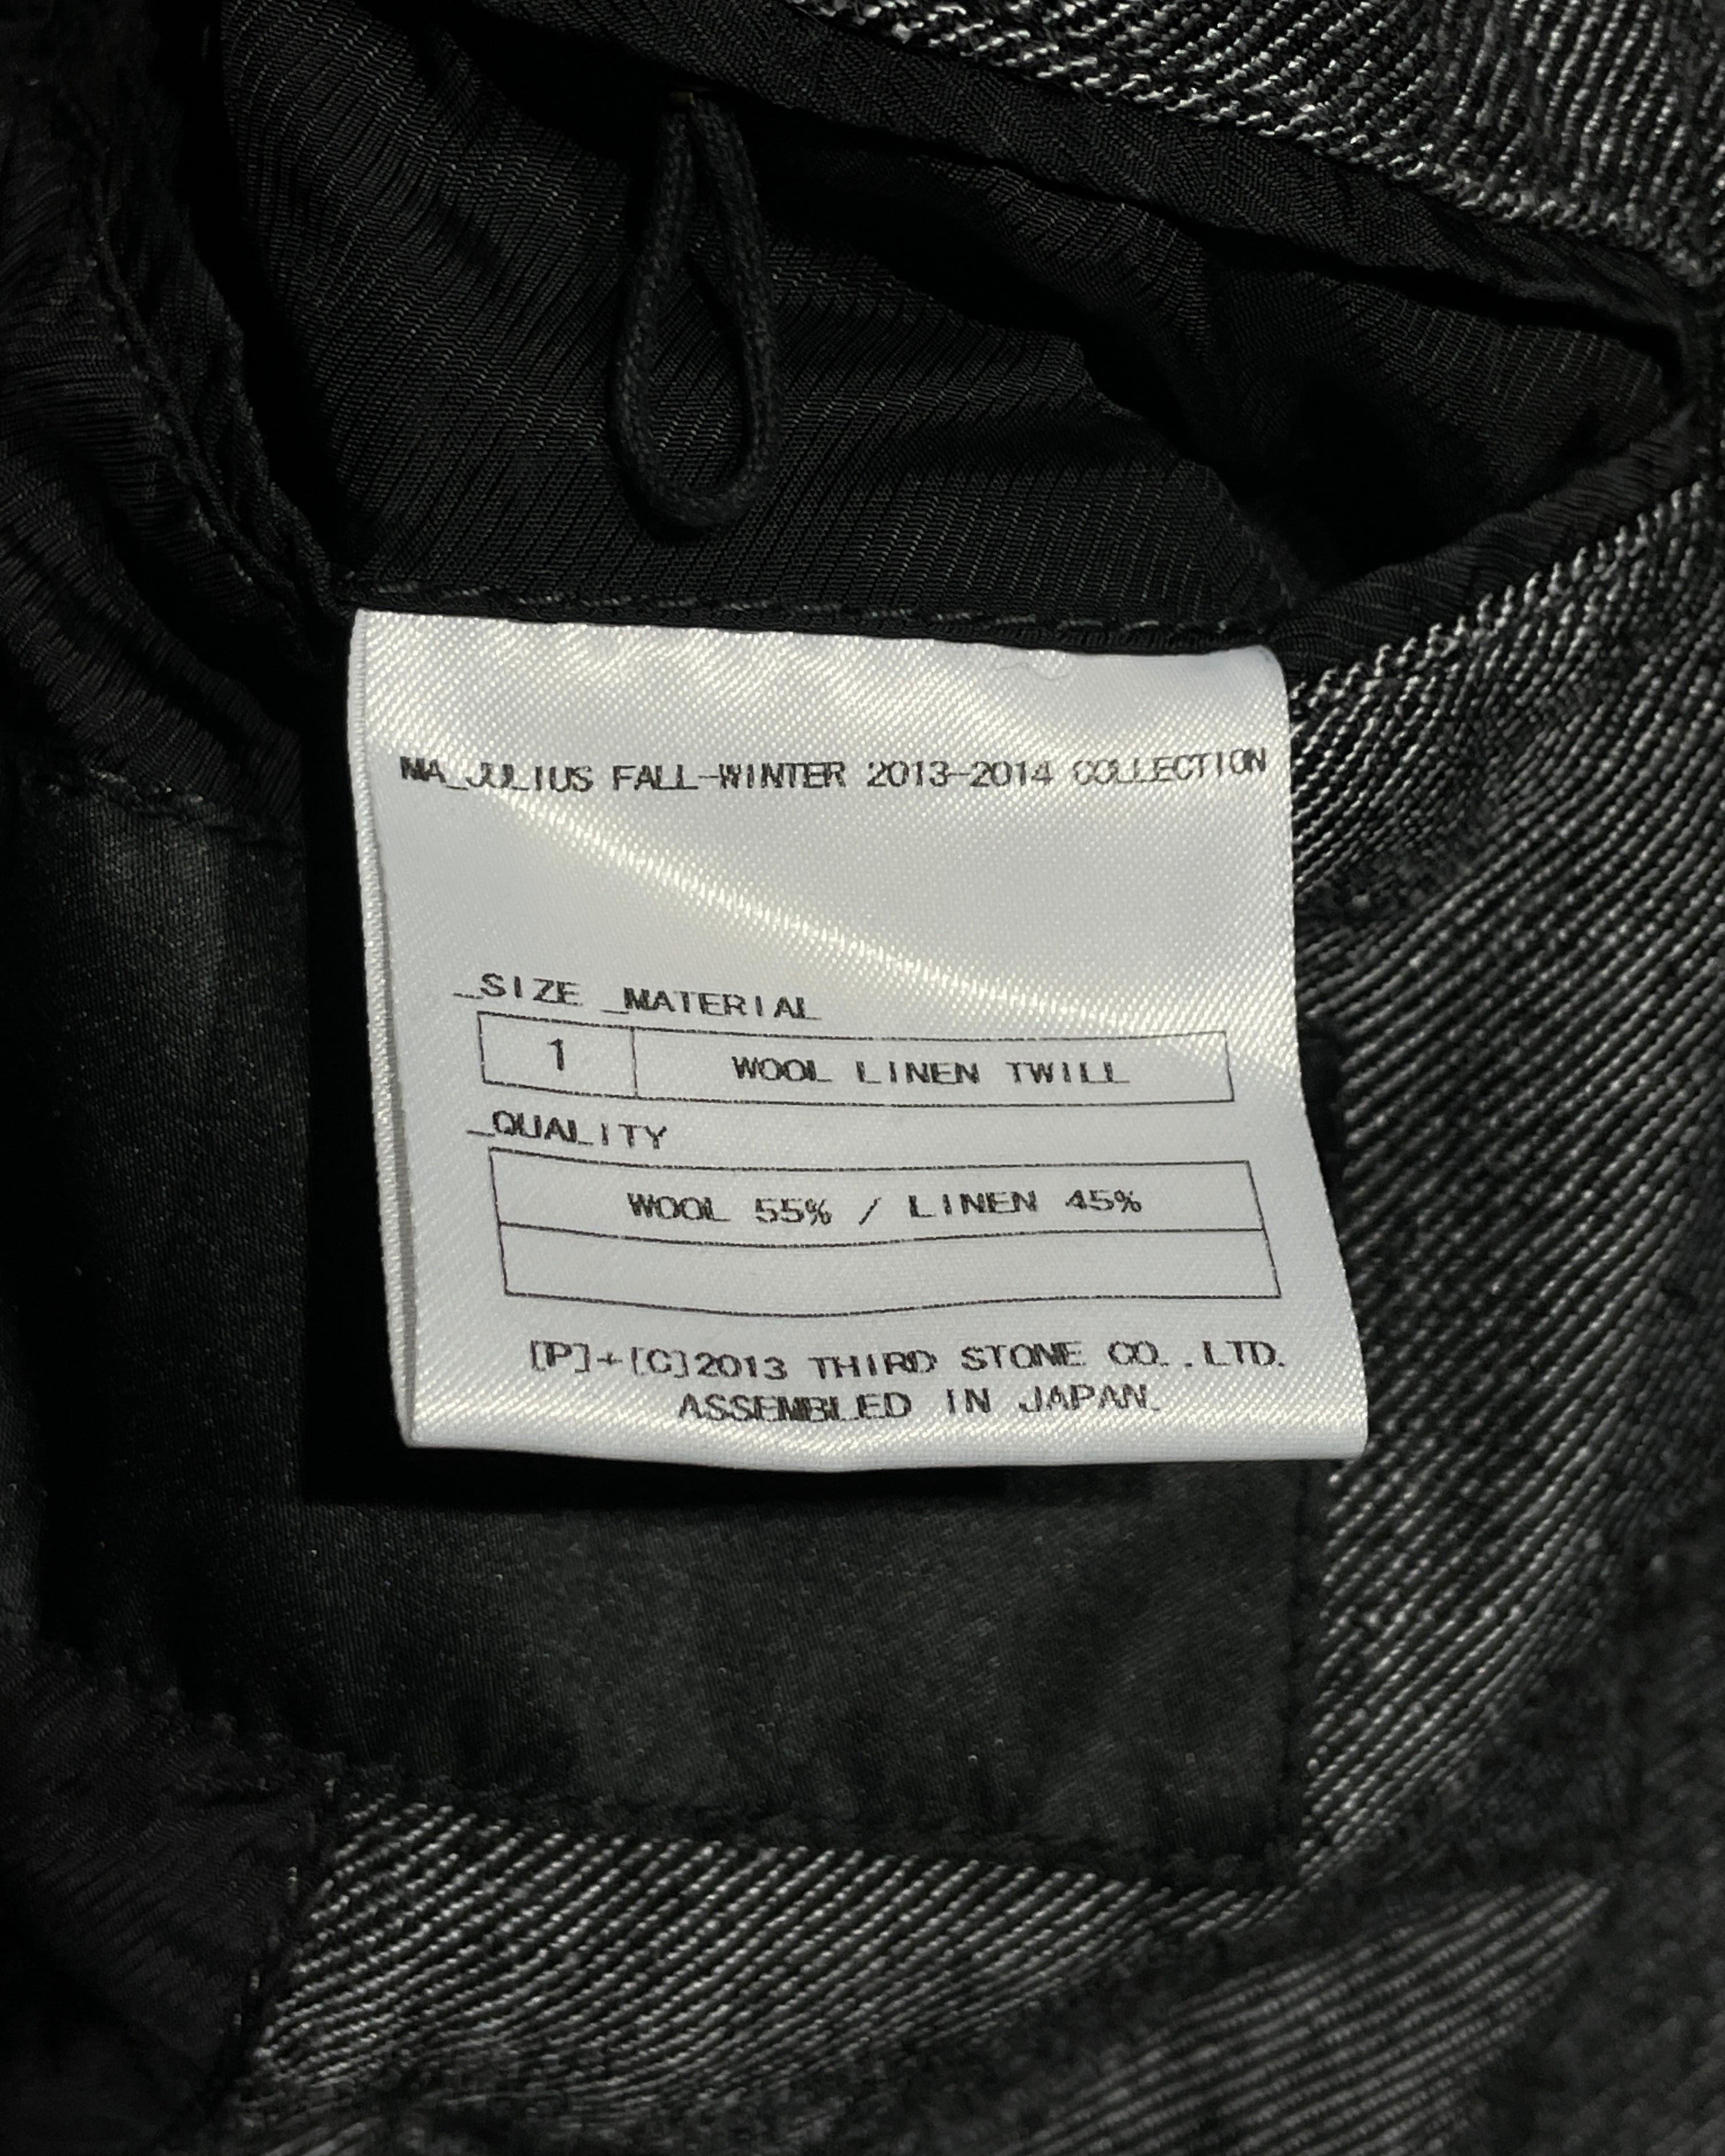 MA_JULIUS FALL-WINTER 2013-2014 COLLECTION
_SIZE _MATERIAL
1 WOOL LINEN TWILL
_QUALITY
WOOL 55% / LINEN 45%
[P]+[C]2013 THIRD STONE CO.,LTD.
ASSEMBLED IN JAPAN.